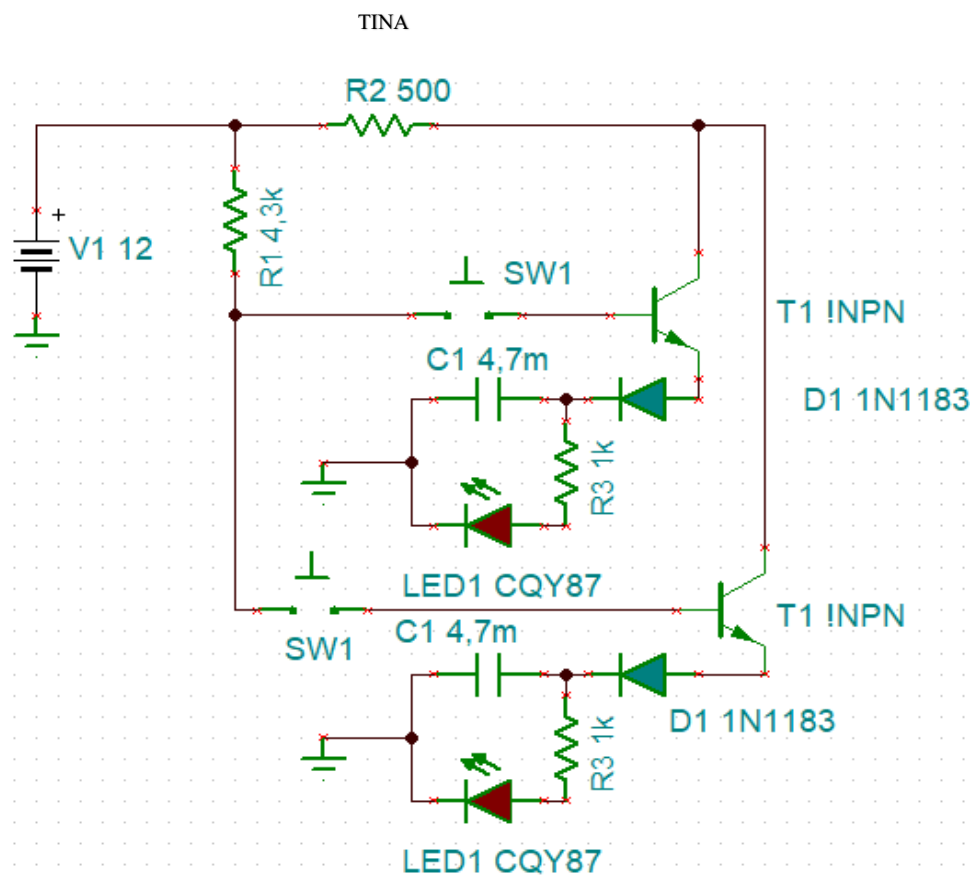 TINA
R2 500
V1 12
R1 4,3k
SW1
T1 !NPN
C1 4,7m
D1 1N1183
R3 1k
LED1 CQY87
SW1
T1 !NPN
C1 4,7m
D1 1N1183
R3 1k
LED1 CQY87